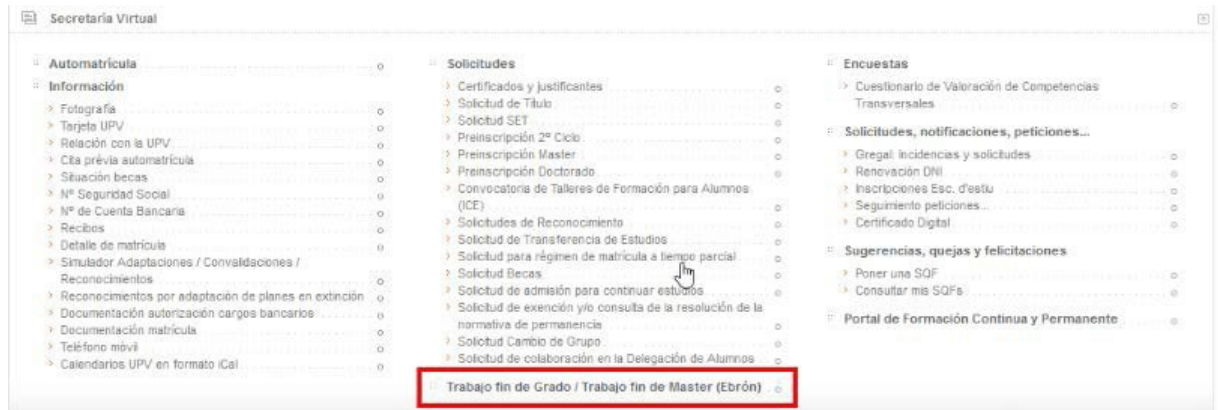 Secretaría Virtual
Automatrícula
Información
Fotografía
Tarjeta UPV
Relación con la UPV
Cita prèvia automatrícula
Situación becas
Nº Seguridad Social
Nº de Cuenta Bancaria
Recibos
Detalle de matrícula
Simulador Adaptaciones / Convalidaciones /
Reconocimientos
Reconocimientos por adaptación de planes en extinción
Documentación autorización cargos bancarios
Documentación matrícula
Teléfono móvil
Calendarios UPV en formato iCal
Solicitudes
Certificados y justificantes
Solicitud de Título
Solicitud SET
Preinscripción 2º Ciclo
Preinscripción Master
Preinscripción Doctorado
Convocatoria de Talleres de Formación para Alumnos
(ICE)
Solicitudes de Reconocimiento
Solicitud de Transferencia de Estudios
Solicitud para régimen de matrícula a tiempo parcial
Solicitud Becas
Solicitud de admisión para continuar estudios
Solicitud de exención y/o consulta de la resolución de la
normativa de permanencia
Solicitud Cambio de Grupo
Solicitud de colaboración en la Delegación de Alumnos
Trabajo fin de Grado / Trabajo fin de Master (Ebrón)
Encuestas
Cuestionario de Valoración de Competencias
Transversales
Solicitudes, notificaciones, peticiones...
Gregal: Incidencias y solicitudes
Renovación DNI
Inscripciones Esc. d'estiu
Seguimiento peticiones...
Certificado Digital
Sugerencias, quejas y felicitaciones
Poner una SQF
Consultar mis SQFs
Portal de Formación Continua y Permanente